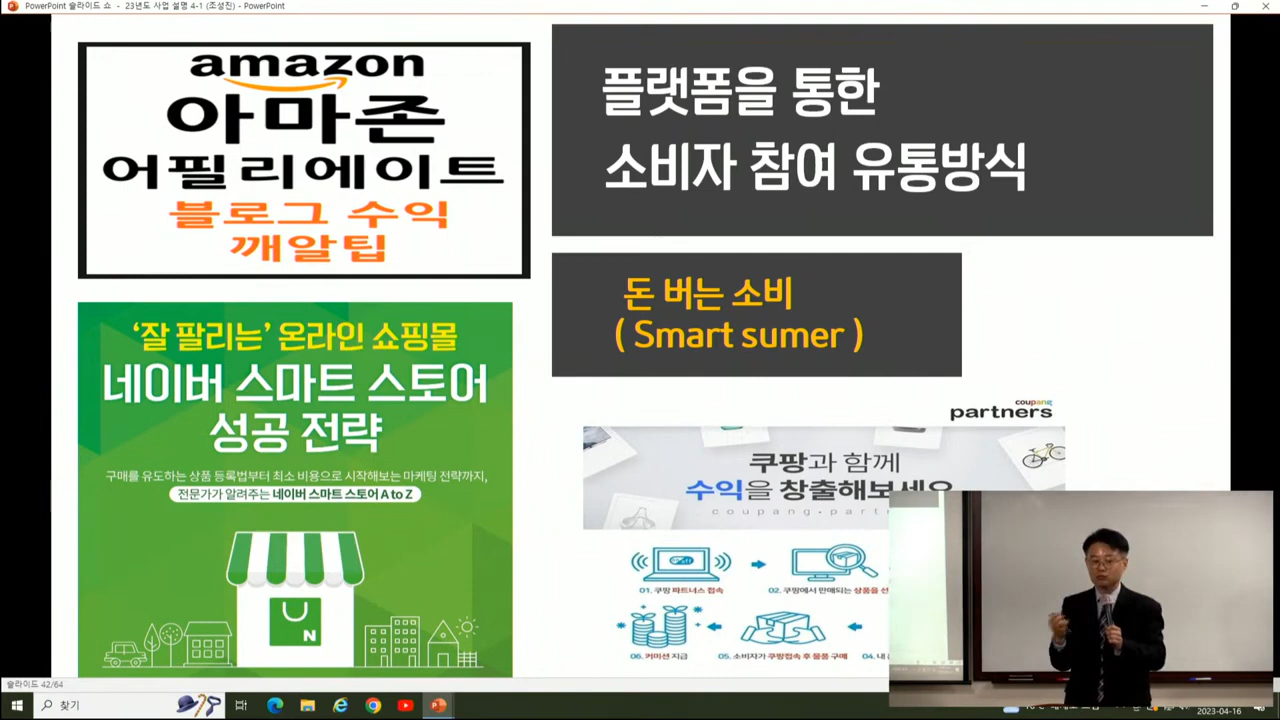 PowerPoint 슬라이드 쇼 - 23년도 사업 설명 4-1 (조성진) - PowerPoint
amazon
아마존
어필리에이트
블로그 수익
깨알팁
플랫폼을 통한
소비자 참여 유통방식
돈 버는 소비
( Smart sumer )
'잘 팔리는' 온라인 쇼핑몰
네이버 스마트 스토어
성공 전략
구매를 유도하는 상품 등록법부터 최소 비용으로 시작해보는 마케팅 전략까지,
전문가가 알려주는 네이버 스마트 스토어 A to Z
N
coupang
partners
쿠팡과 함께
수익을 창출해보세요
coupang·partn
01. 쿠팡 파트너스 접속
02. 쿠팡에서 판매되는 상품을 선
06. 커미션 지급
05. 소비자가 쿠팡접속 후 물품 구매
04. 내
슬라이드 42/64
찾기
2023-04-16